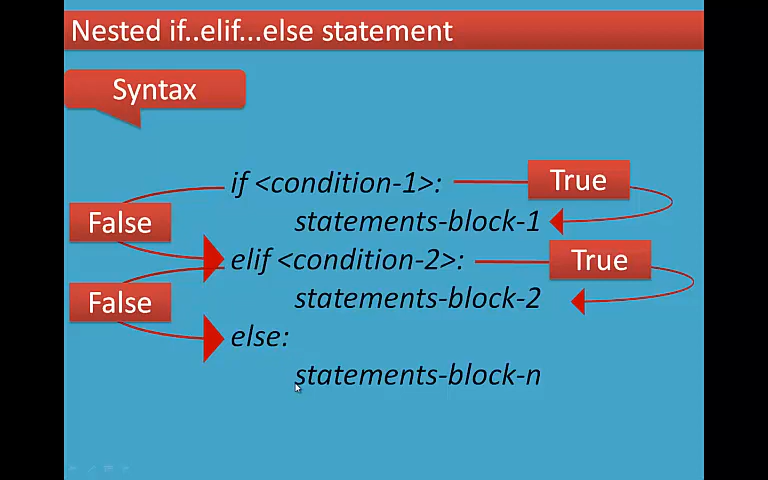 Nested if..elif...else statement
Syntax
if <condition-1>: True
False statements-block-1
elif <condition-2>: True
False statements-block-2
else:
statements-block-n